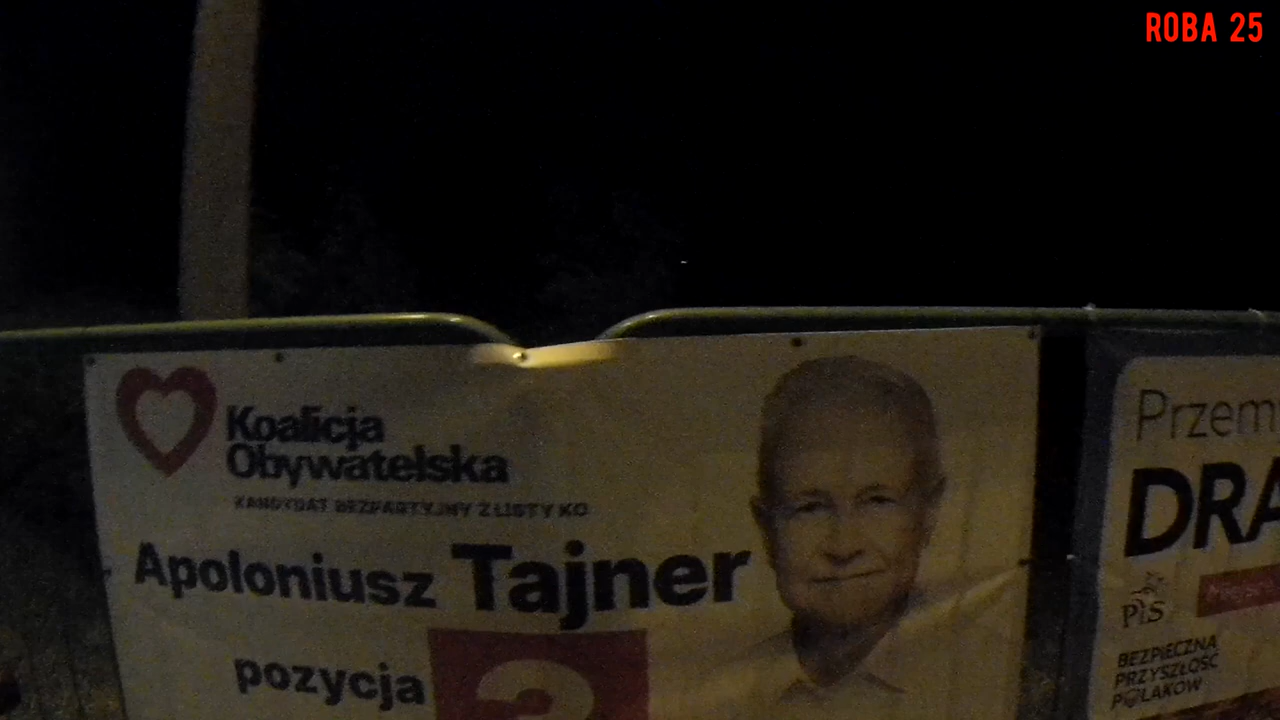 ROBA 25
Koalicja
Obywatelska
KANDYDAT BEZPARTYJNY Z LISTY KO
Apoloniusz Tajner
pozycja
Przem
DRA
PiS
BEZPIECZNA
PRZYSZŁOŚĆ
POLAKÓW